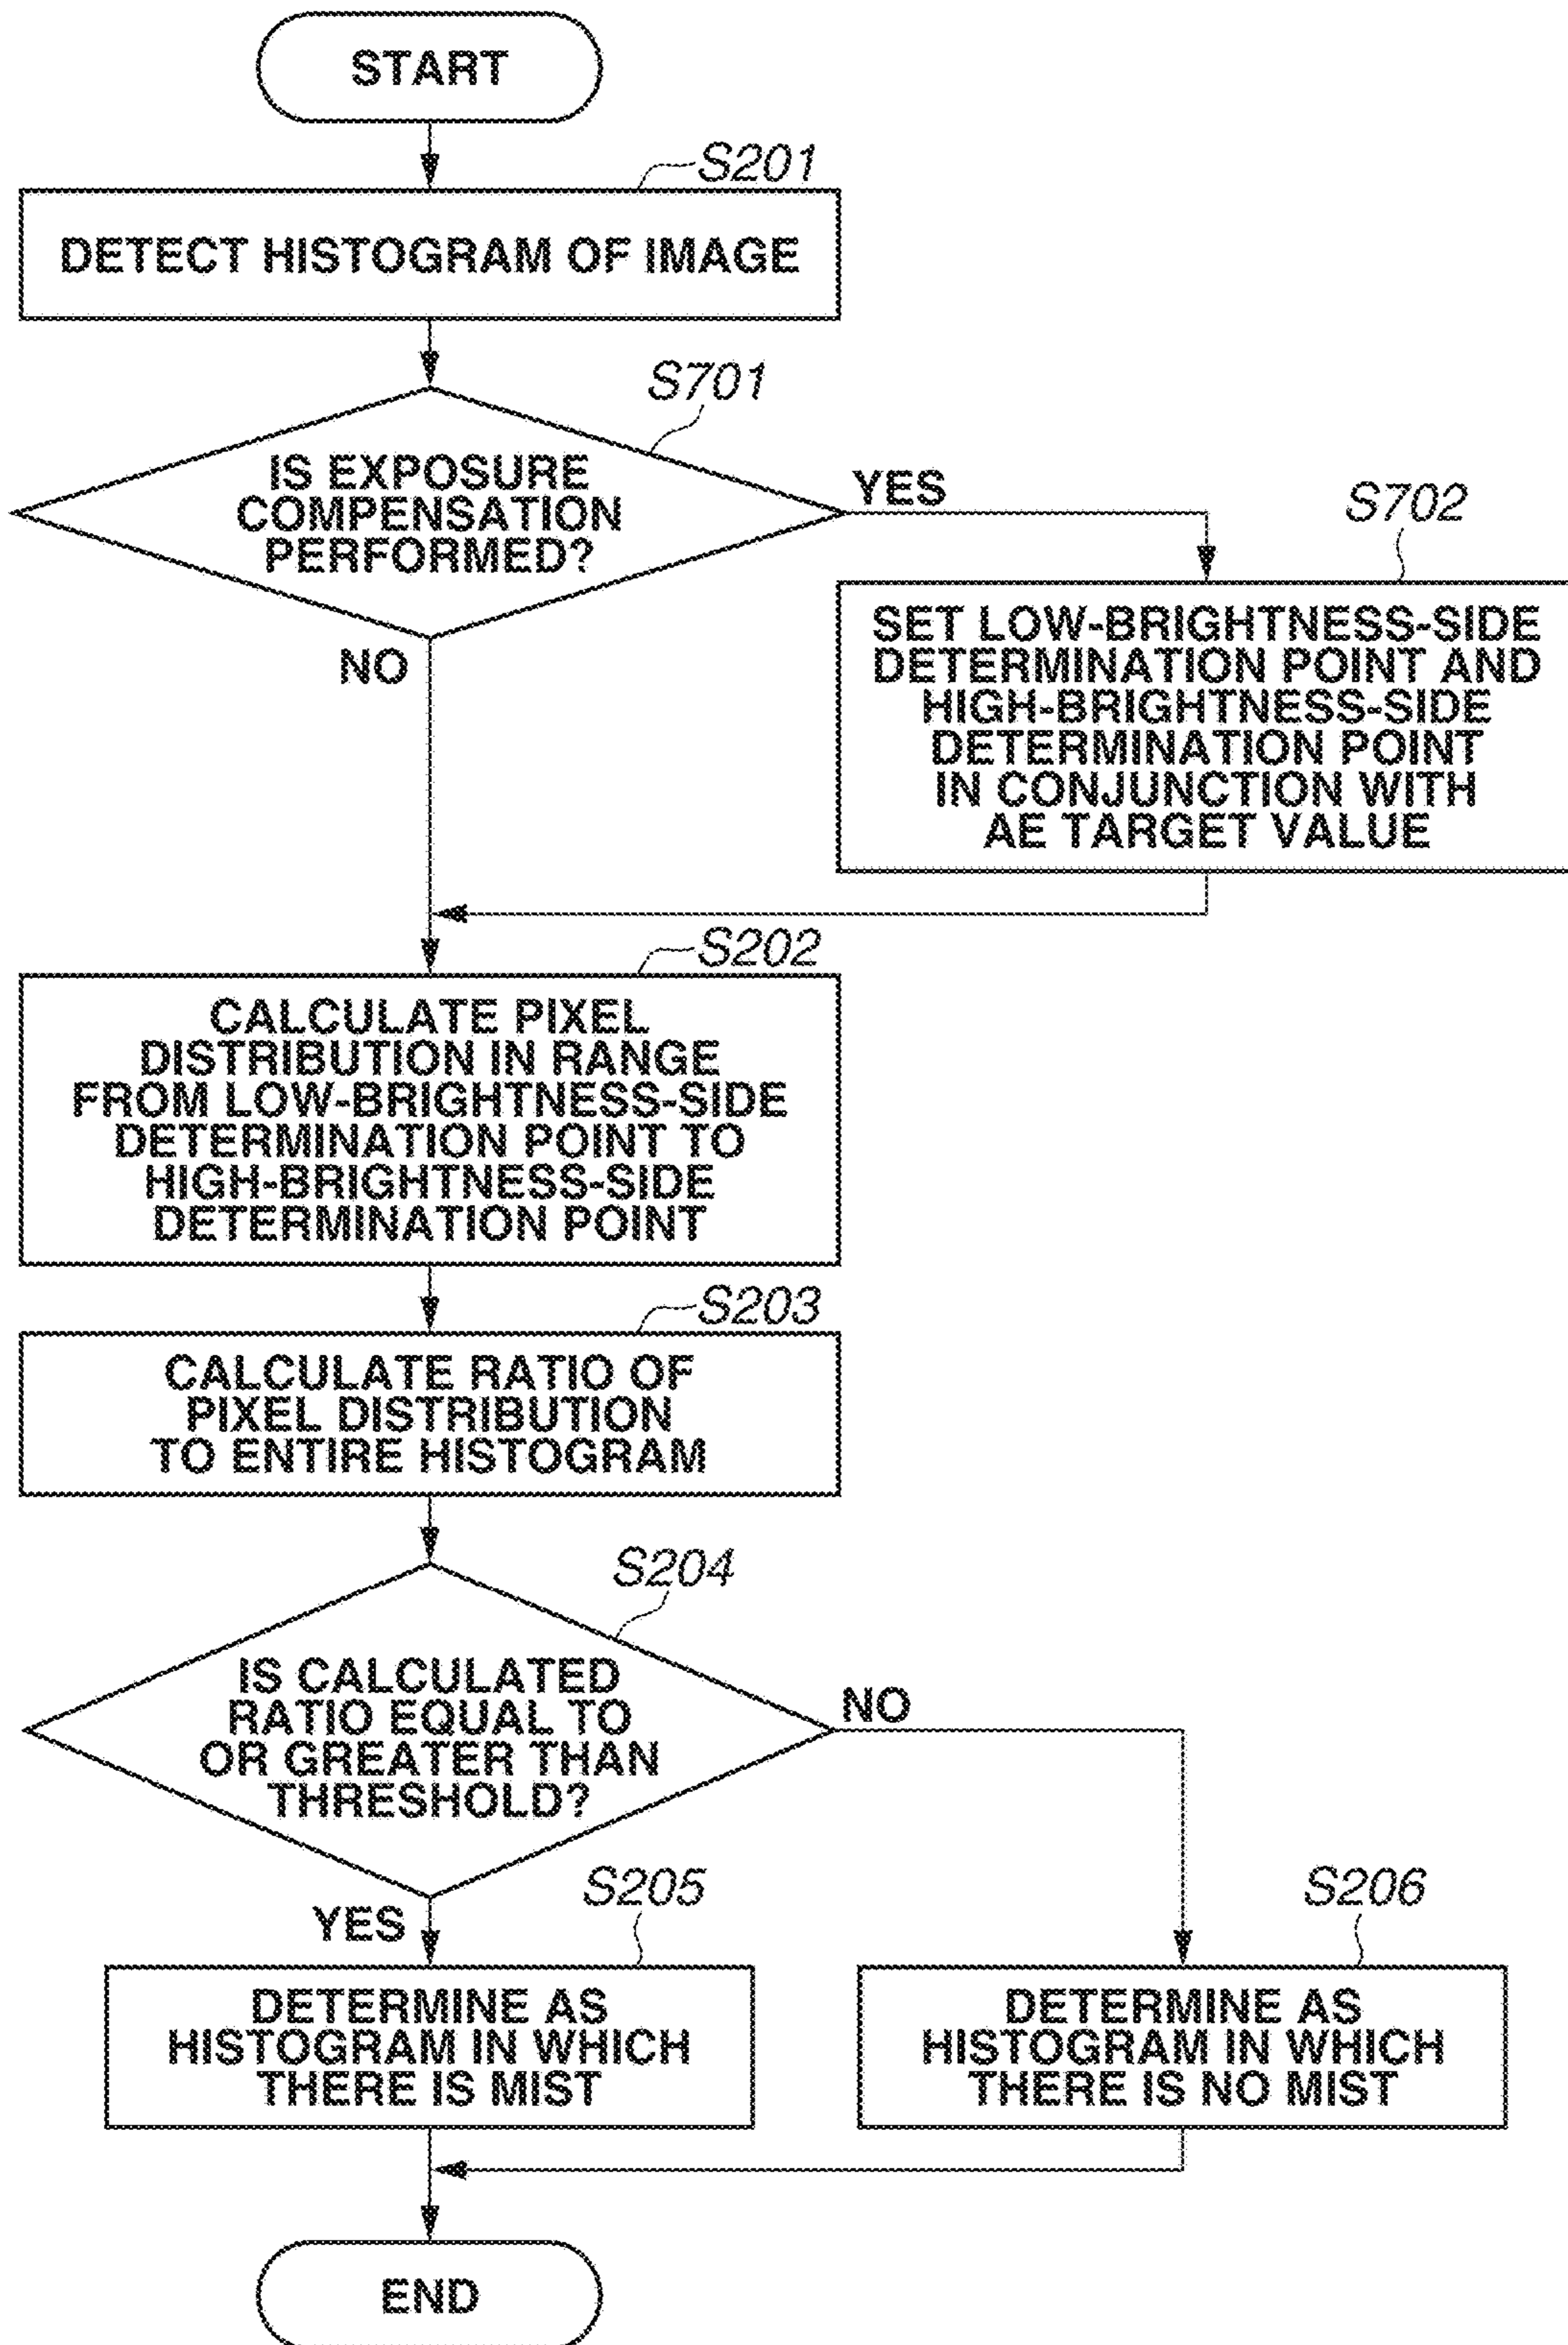 START
S201
DETECT HISTOGRAM OF IMAGE
S701
IS EXPOSURE
COMPENSATION
PERFORMED?
YES
NO
S702
SET LOW-BRIGHTNESS-SIDE
DETERMINATION POINT AND
HIGH-BRIGHTNESS-SIDE
DETERMINATION POINT
IN CONJUNCTION WITH
AE TARGET VALUE
S202
CALCULATE PIXEL
DISTRIBUTION IN RANGE
FROM LOW-BRIGHTNESS-SIDE
DETERMINATION POINT TO
HIGH-BRIGHTNESS-SIDE
DETERMINATION POINT
S203
CALCULATE RATIO OF
PIXEL DISTRIBUTION
TO ENTIRE HISTOGRAM
S204
IS CALCULATED
RATIO EQUAL TO
OR GREATER THAN
THRESHOLD?
NO
YES
S205
DETERMINE AS
HISTOGRAM IN WHICH
THERE IS MIST
S206
DETERMINE AS
HISTOGRAM IN WHICH
THERE IS NO MIST
END